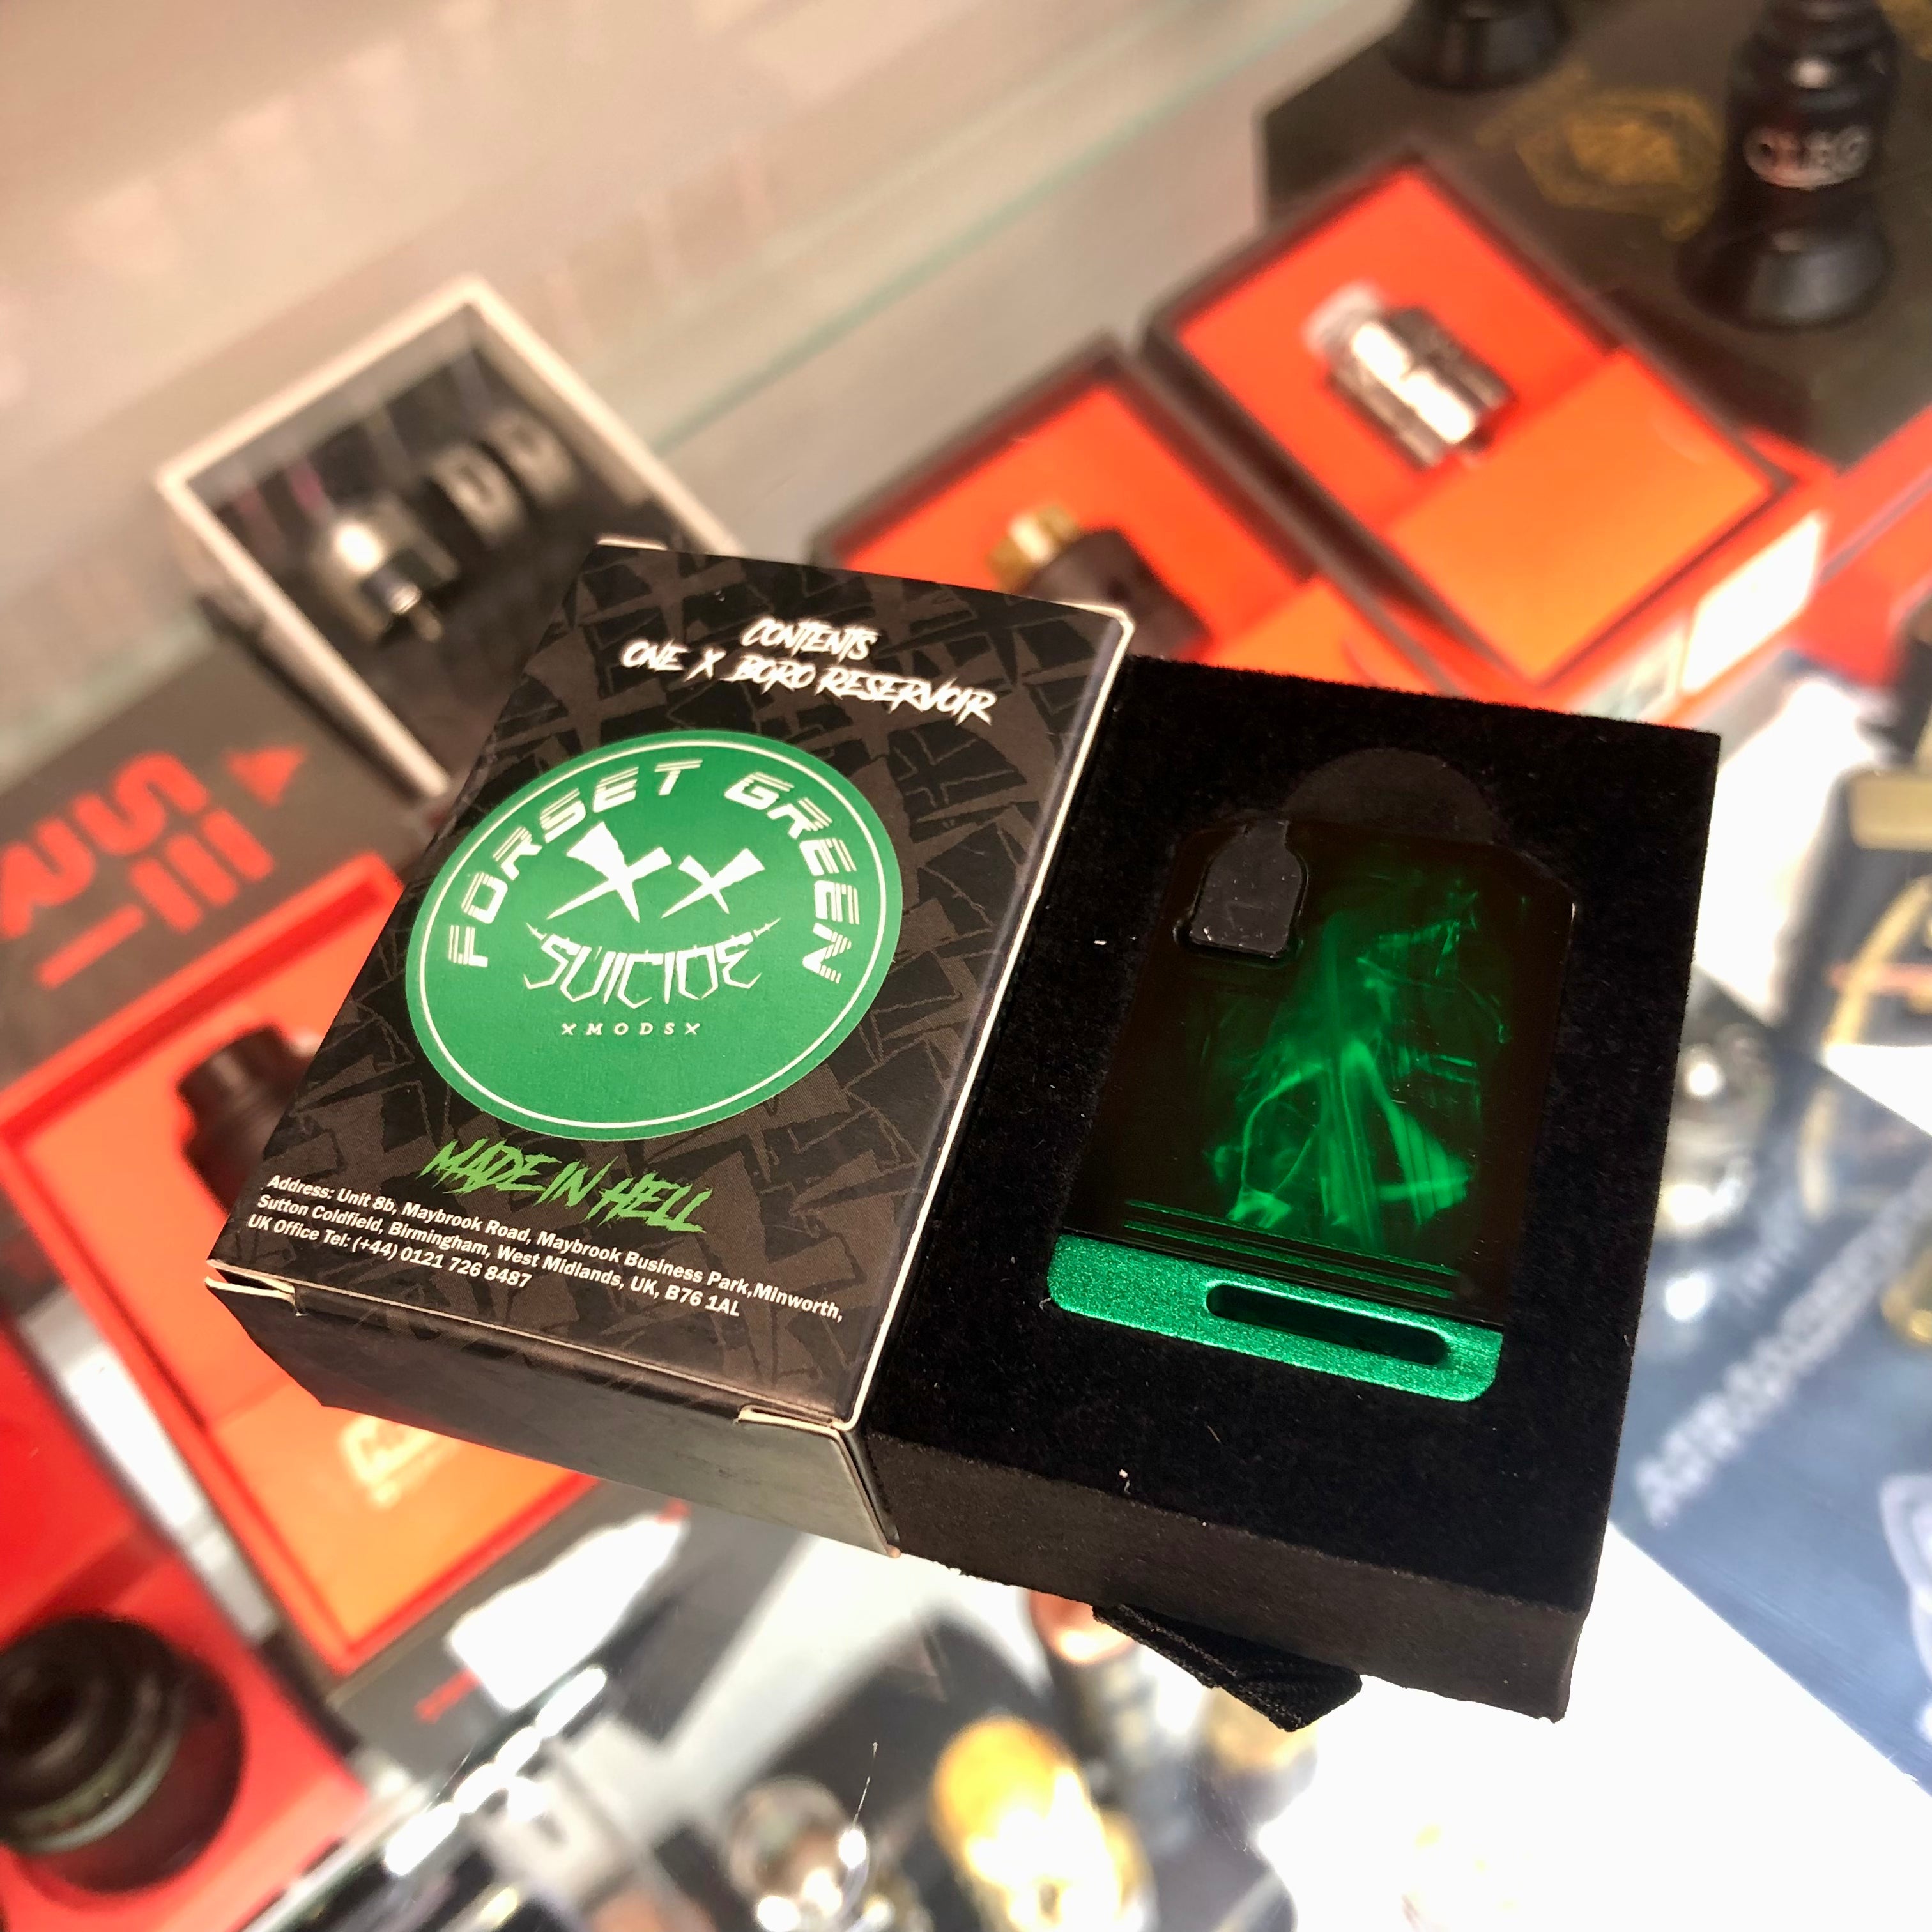 CONTENTS
ONE X BORO RESERVOIR
FORSET GREEN
SUICIDE
XMODSX
MADE IN HELL
Address: Unit 8b, Maybrook Road, Maybrook Business Park,Minworth,
Sutton Coldfield, Birmingham, West Midlands, UK, B76 1AL
UK Office Tel: (+44) 0121 726 8487